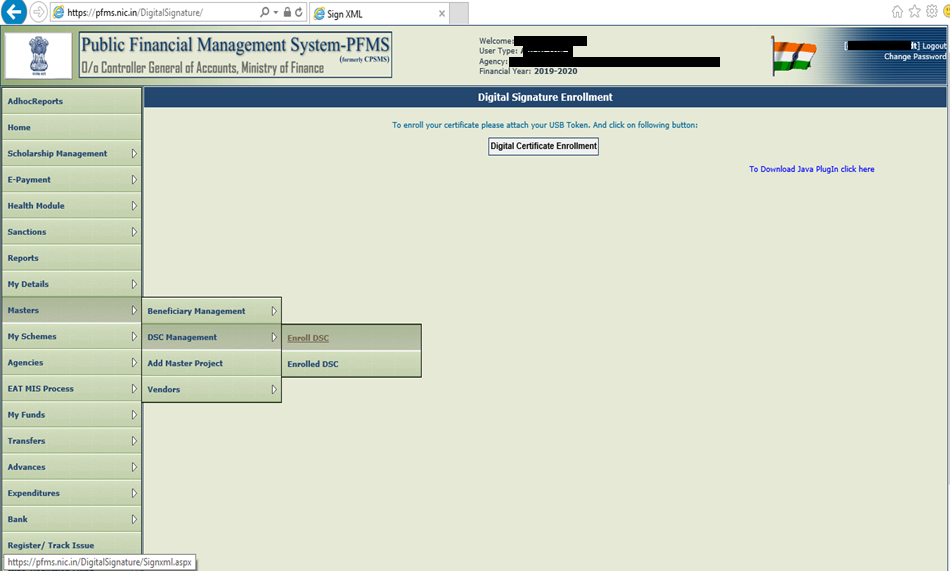 https://pfms.nic.in/DigitalSignature/
Sign XML
Public Financial Management System-PFMS
(formerly CPSMS)
O/o Controller General of Accounts, Ministry of Finance
Welcome:
User Type:
Agency:
Financial Year: 2019-2020
] Logout
Change Password
AdhocReports
Home
Scholarship Management
E-Payment
Health Module
Sanctions
Reports
My Details
Masters
My Schemes
Agencies
EAT MIS Process
My Funds
Transfers
Advances
Expenditures
Bank
Register/ Track Issue
Beneficiary Management
DSC Management
Add Master Project
Vendors
Enroll DSC
Enrolled DSC
Digital Signature Enrollment
To enroll your certificate please attach your USB Token. And click on following button:
Digital Certificate Enrollment
To Download Java PlugIn click here
https://pfms.nic.in/DigitalSignature/Signxml.aspx